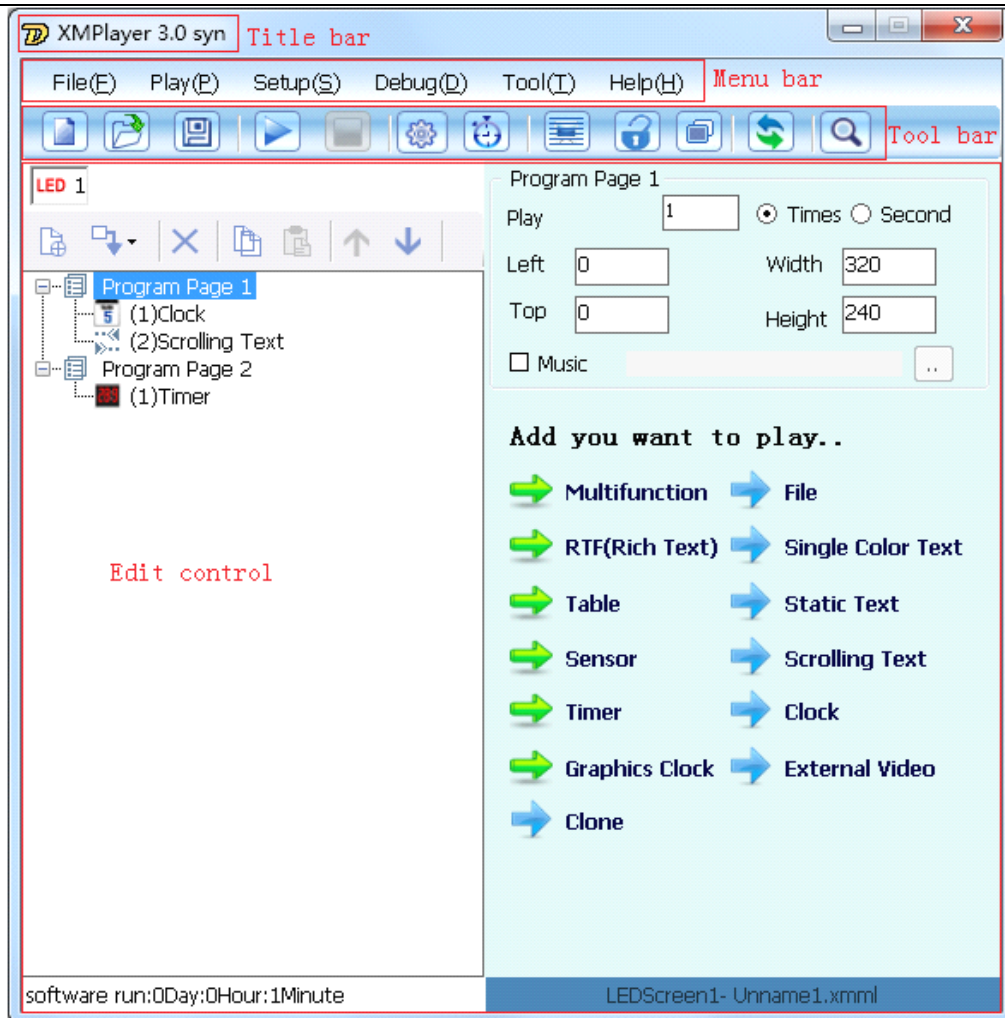 XMPlayer 3.0 syn Title bar
File(F) Play(P) Setup(S) Debug(D) Tool(T) Help(H) Menu bar
Tool bar
LED 1
Program Page 1
(1)Clock
5
(2)Scrolling Text
Program Page 2
(1)Timer
Edit control
software run:0Day:0Hour:1Minute
Program Page 1
Play 1 Times Second
Left 0 Width 320
Top 0 Height 240
Music ..
Add you want to play..
Multifunction File
RTF(Rich Text) Single Color Text
Table Static Text
Sensor Scrolling Text
Timer Clock
Graphics Clock External Video
Clone
LEDScreen1- Unname1.xmml